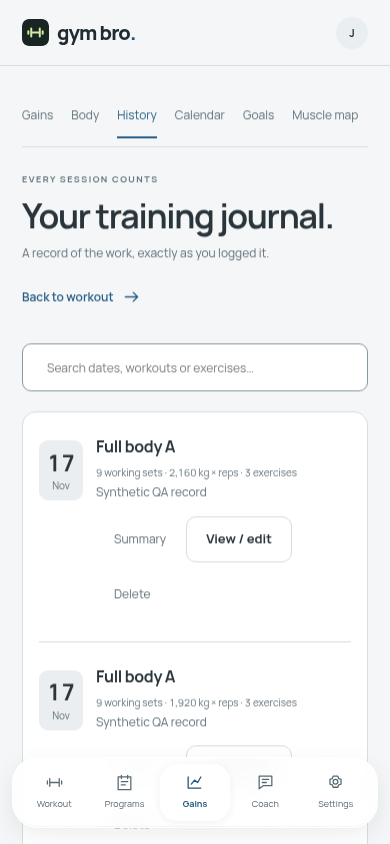 gym bro.
J
Gains Body History Calendar Goals Muscle map
EVERY SESSION COUNTS
Your training journal.
A record of the work, exactly as you logged it.
Back to workout →
Search dates, workouts or exercises...
17
Nov
Full body A
9 working sets · 2,160 kg × reps · 3 exercises
Synthetic QA record
Summary View / edit
Delete
17
Nov
Full body A
9 working sets · 1,920 kg × reps · 3 exercises
Synthetic QA record
Workout Programs Gains Coach Settings